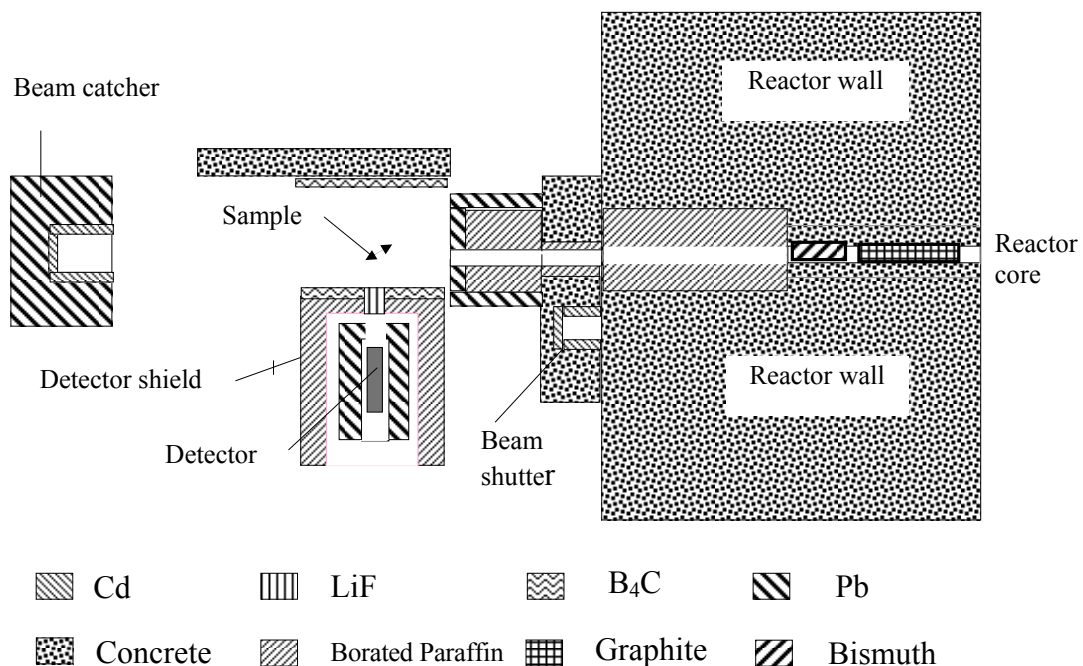 Beam catcher
Reactor wall
Sample
Reactor
core
Detector shield
Reactor wall
Detector
Beam
shutter
Cd
LiF
B₄C
Pb
Concrete
Borated Paraffin
Graphite
Bismuth